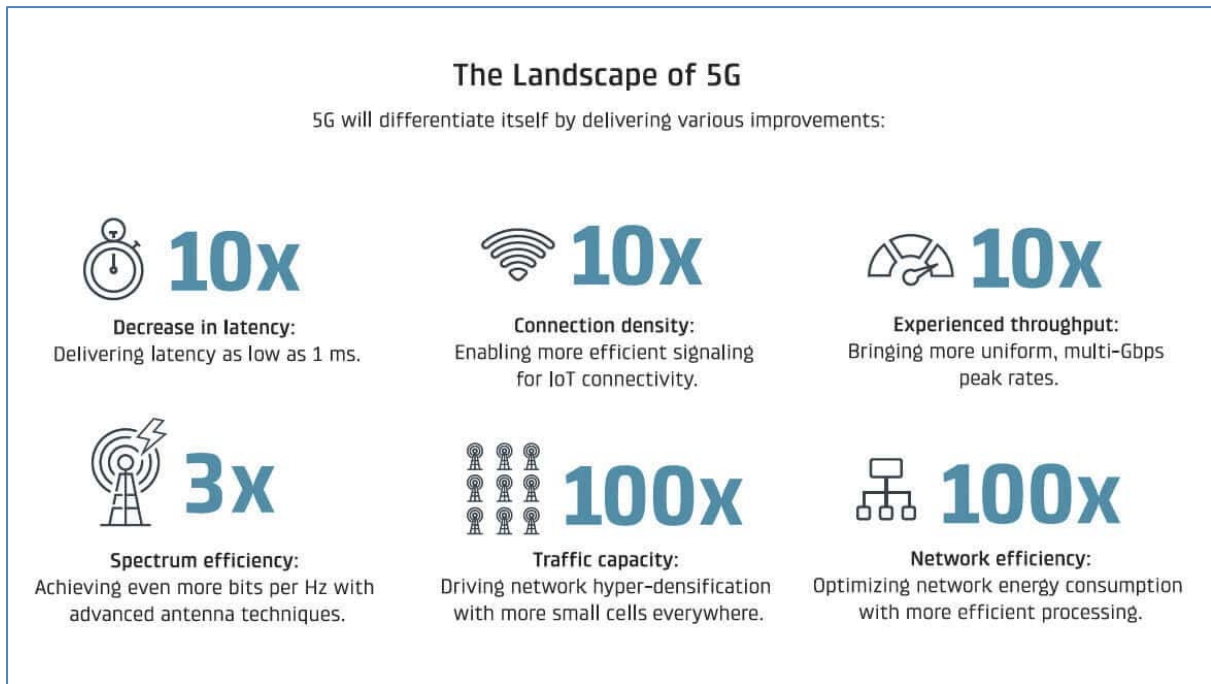 The Landscape of 5G
5G will differentiate itself by delivering various improvements:
10x
Decrease in latency:
Delivering latency as low as 1 ms.
10x
Connection density:
Enabling more efficient signaling
for IoT connectivity.
10x
Experienced throughput:
Bringing more uniform, multi-Gbps
peak rates.
3x
Spectrum efficiency:
Achieving even more bits per Hz with
advanced antenna techniques.
100x
Traffic capacity:
Driving network hyper-densification
with more small cells everywhere.
100x
Network efficiency:
Optimizing network energy consumption
with more efficient processing.